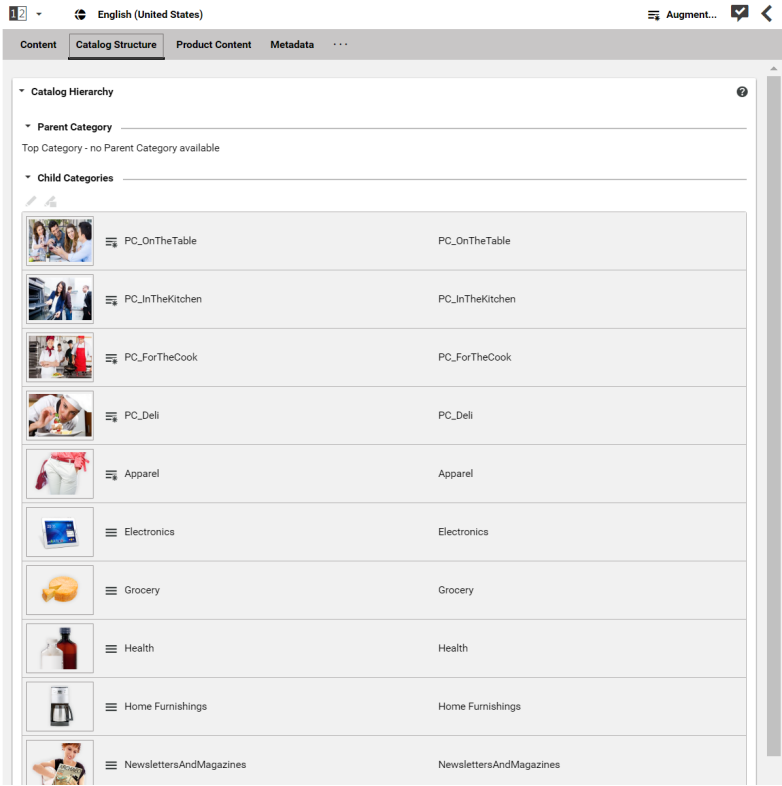 12 English (United States) Augment...
Content Catalog Structure Product Content Metadata ···
Catalog Hierarchy
Parent Category
Top Category - no Parent Category available
Child Categories
PC_OnTheTable PC_OnTheTable
PC_InTheKitchen PC_InTheKitchen
PC_ForTheCook PC_ForTheCook
PC_Deli PC_Deli
Apparel Apparel
Electronics Electronics
Grocery Grocery
Health Health
Home Furnishings Home Furnishings
NewslettersAndMagazines NewslettersAndMagazines